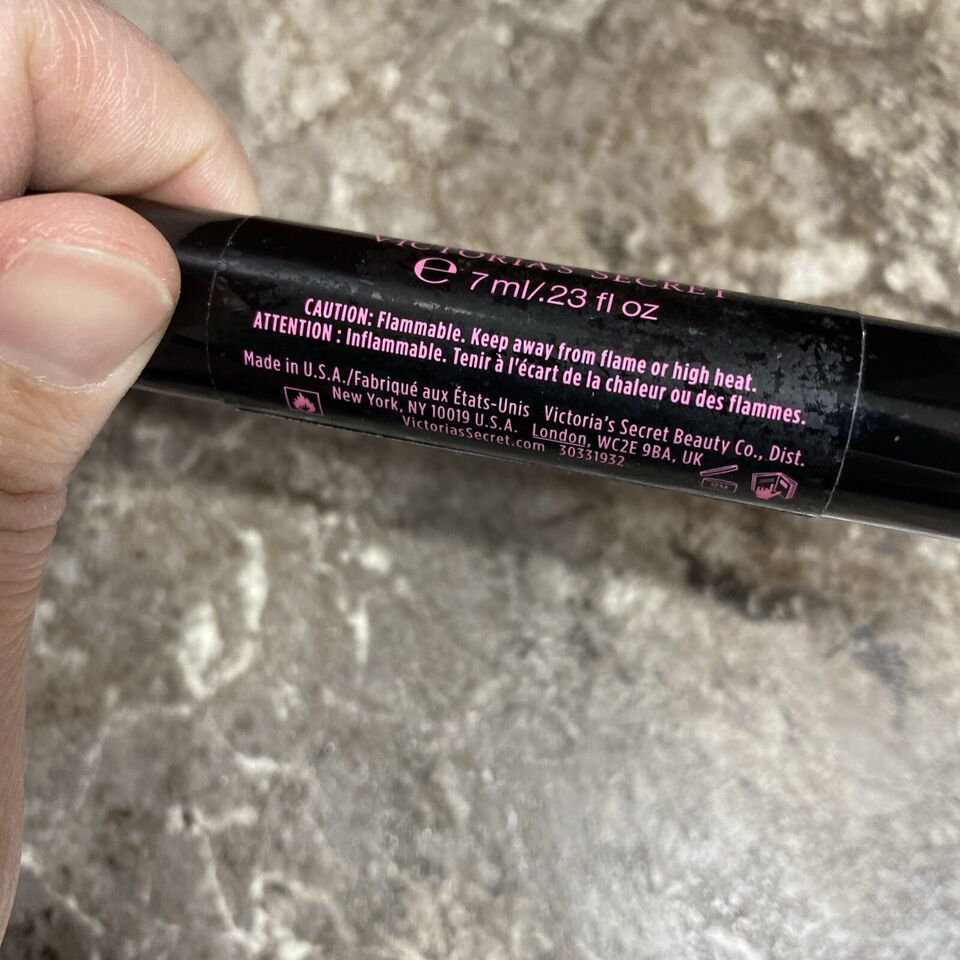 VICTORIA'S SECRET
e 7 ml/.23 fl oz
CAUTION: Flammable. Keep away from flame or high heat.
ATTENTION : Inflammable. Tenir à l'écart de la chaleur ou des flammes.
Made in U.S.A./Fabriqué aux États-Unis Victoria's Secret Beauty Co., Dist.
New York, NY 10019 U.S.A. London, WC2E 9BA, UK
VictoriasSecret.com 30331932
12M